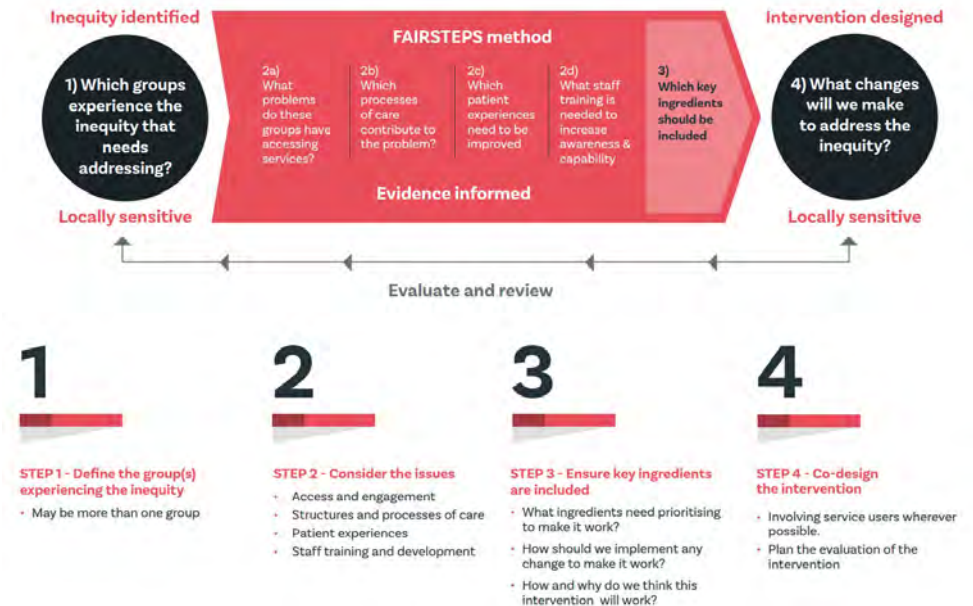 Inequity identified
1) Which groups
experience the
inequity that
needs
addressing?
Locally sensitive
FAIRSTEPS method
2a)
What
problems
do these
groups have
accessing
services?
2b)
Which
processes
of care
contribute to
the problem?
2c)
Which
patient
experiences
need to be
improved
2d)
What staff
training is
needed to
increase
awareness &
capability
3)
Which key
ingredients
should be
included
Evidence informed
Intervention designed
4) What changes
will we make
to address the
inequity?
Locally sensitive
Evaluate and review
1
STEP 1 - Define the group(s)
experiencing the inequity
• May be more than one group
2
STEP 2 - Consider the issues
• Access and engagement
• Structures and processes of care
• Patient experiences
• Staff training and development
3
STEP 3 - Ensure key ingredients
are included
• What ingredients need prioritising
to make it work?
• How should we implement any
change to make it work?
• How and why do we think this
intervention will work?
4
STEP 4 - Co-design
the intervention
• Involving service users wherever
possible.
• Plan the evaluation of the
intervention